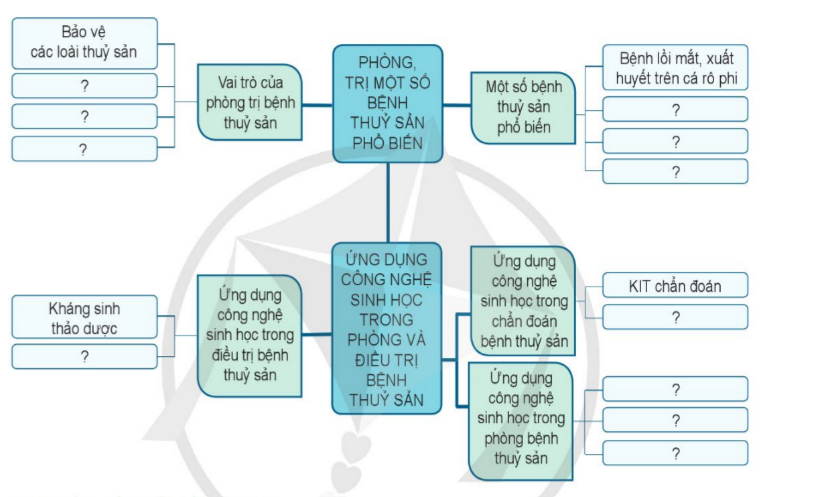 Bảo vệ
các loài thuỷ sản
?
?
?
Vai trò của
phòng trị bệnh
thuỷ sản
PHÒNG,
TRỊ MỘT SỐ
BỆNH
THUỶ SẢN
PHỔ BIẾN
Một số bệnh
thuỷ sản
phổ biến
Bệnh lồi mắt, xuất
huyết trên cá rô phi
?
?
?
Kháng sinh
thảo dược
?
Ứng dụng
công nghệ
sinh học trong
điều trị bệnh
thuỷ sản
ỨNG DỤNG
CÔNG NGHỆ
SINH HỌC
TRONG
PHÒNG VÀ
ĐIỀU TRỊ
BỆNH
THUỶ SẢN
Ứng dụng
công nghệ
sinh học trong
chẩn đoán
bệnh thuỷ sản
KIT chẩn đoán
?
Ứng dụng
công nghệ
sinh học trong
phòng bệnh
thuỷ sản
?
?
?